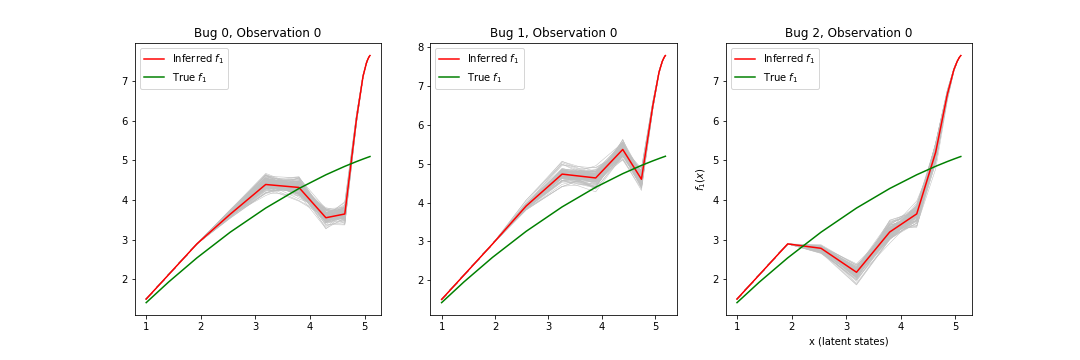 Bug 0, Observation 0
Inferred f₁
True f₁
7
6
5
4
3
2
1 2 3 4 5
Bug 1, Observation 0
Inferred f₁
True f₁
8
7
6
5
4
3
2
1 2 3 4 5
Bug 2, Observation 0
Inferred f₁
True f₁
f₁(x)
7
6
5
4
3
2
1 2 3 4 5
x (latent states)